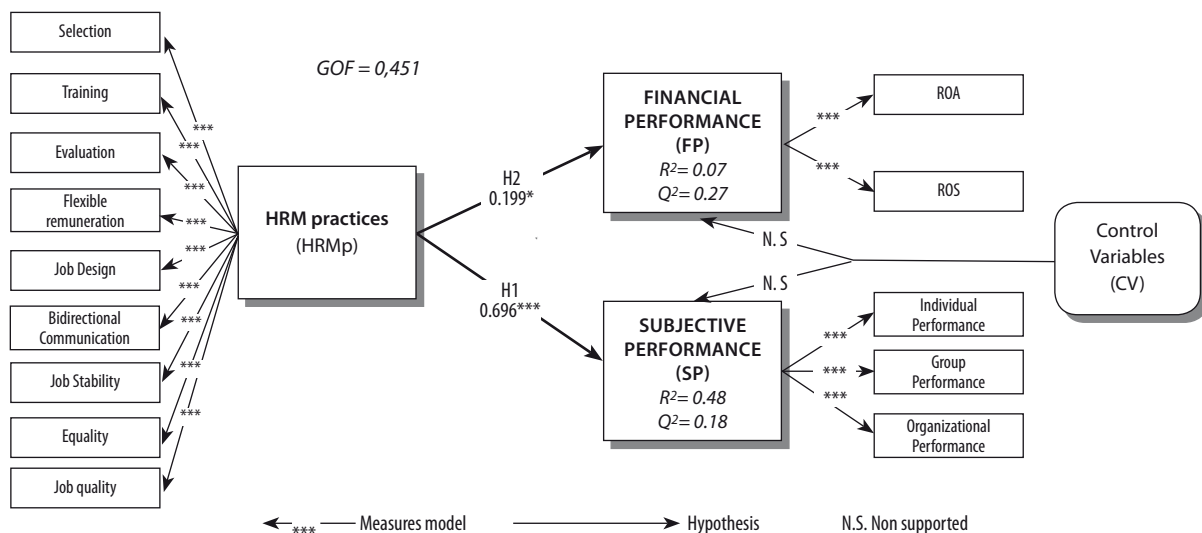 Selection
Training
Evaluation
Flexible
remuneration
Job Design
Bidirectional
Communication
Job Stability
Equality
Job quality
***
***
***
***
***
***
***
***
***
GOF = 0,451
HRM practices
(HRMp)
H2
0.199*
H1
0.696***
FINANCIAL
PERFORMANCE
(FP)
R²= 0.07
Q²= 0.27
N. S
N. S
SUBJECTIVE
PERFORMANCE
(SP)
R²= 0.48
Q²= 0.18
***
***
ROA
ROS
***
***
***
Individual
Performance
Group
Performance
Organizational
Performance
Control
Variables
(CV)
*** Measures model
Hypothesis
N.S. Non supported